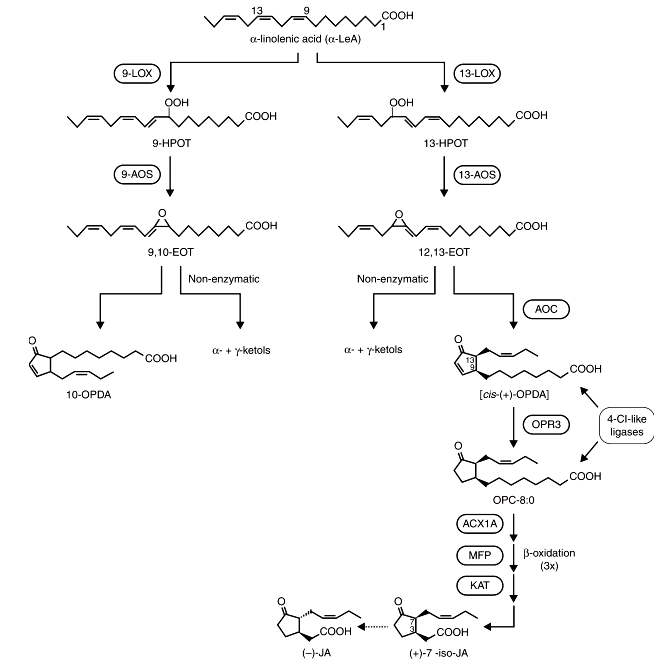 13
9
COOH
1
α-linolenic acid (α-LeA)
9-LOX
13-LOX
OOH
COOH
9-HPOT
OOH
COOH
13-HPOT
9-AOS
13-AOS
O
COOH
9,10-EOT
O
COOH
12,13-EOT
Non-enzymatic
Non-enzymatic
AOC
O
COOH
10-OPDA
α- + γ-ketols
α- + γ-ketols
O
13
9
COOH
[cis-(+)-OPDA]
OPR3
4-Cl-like
ligases
O
COOH
OPC-8:0
ACX1A
MFP
β-oxidation
(3x)
KAT
O
COOH
(–)-JA
O
7
3
COOH
(+)-7 -iso-JA